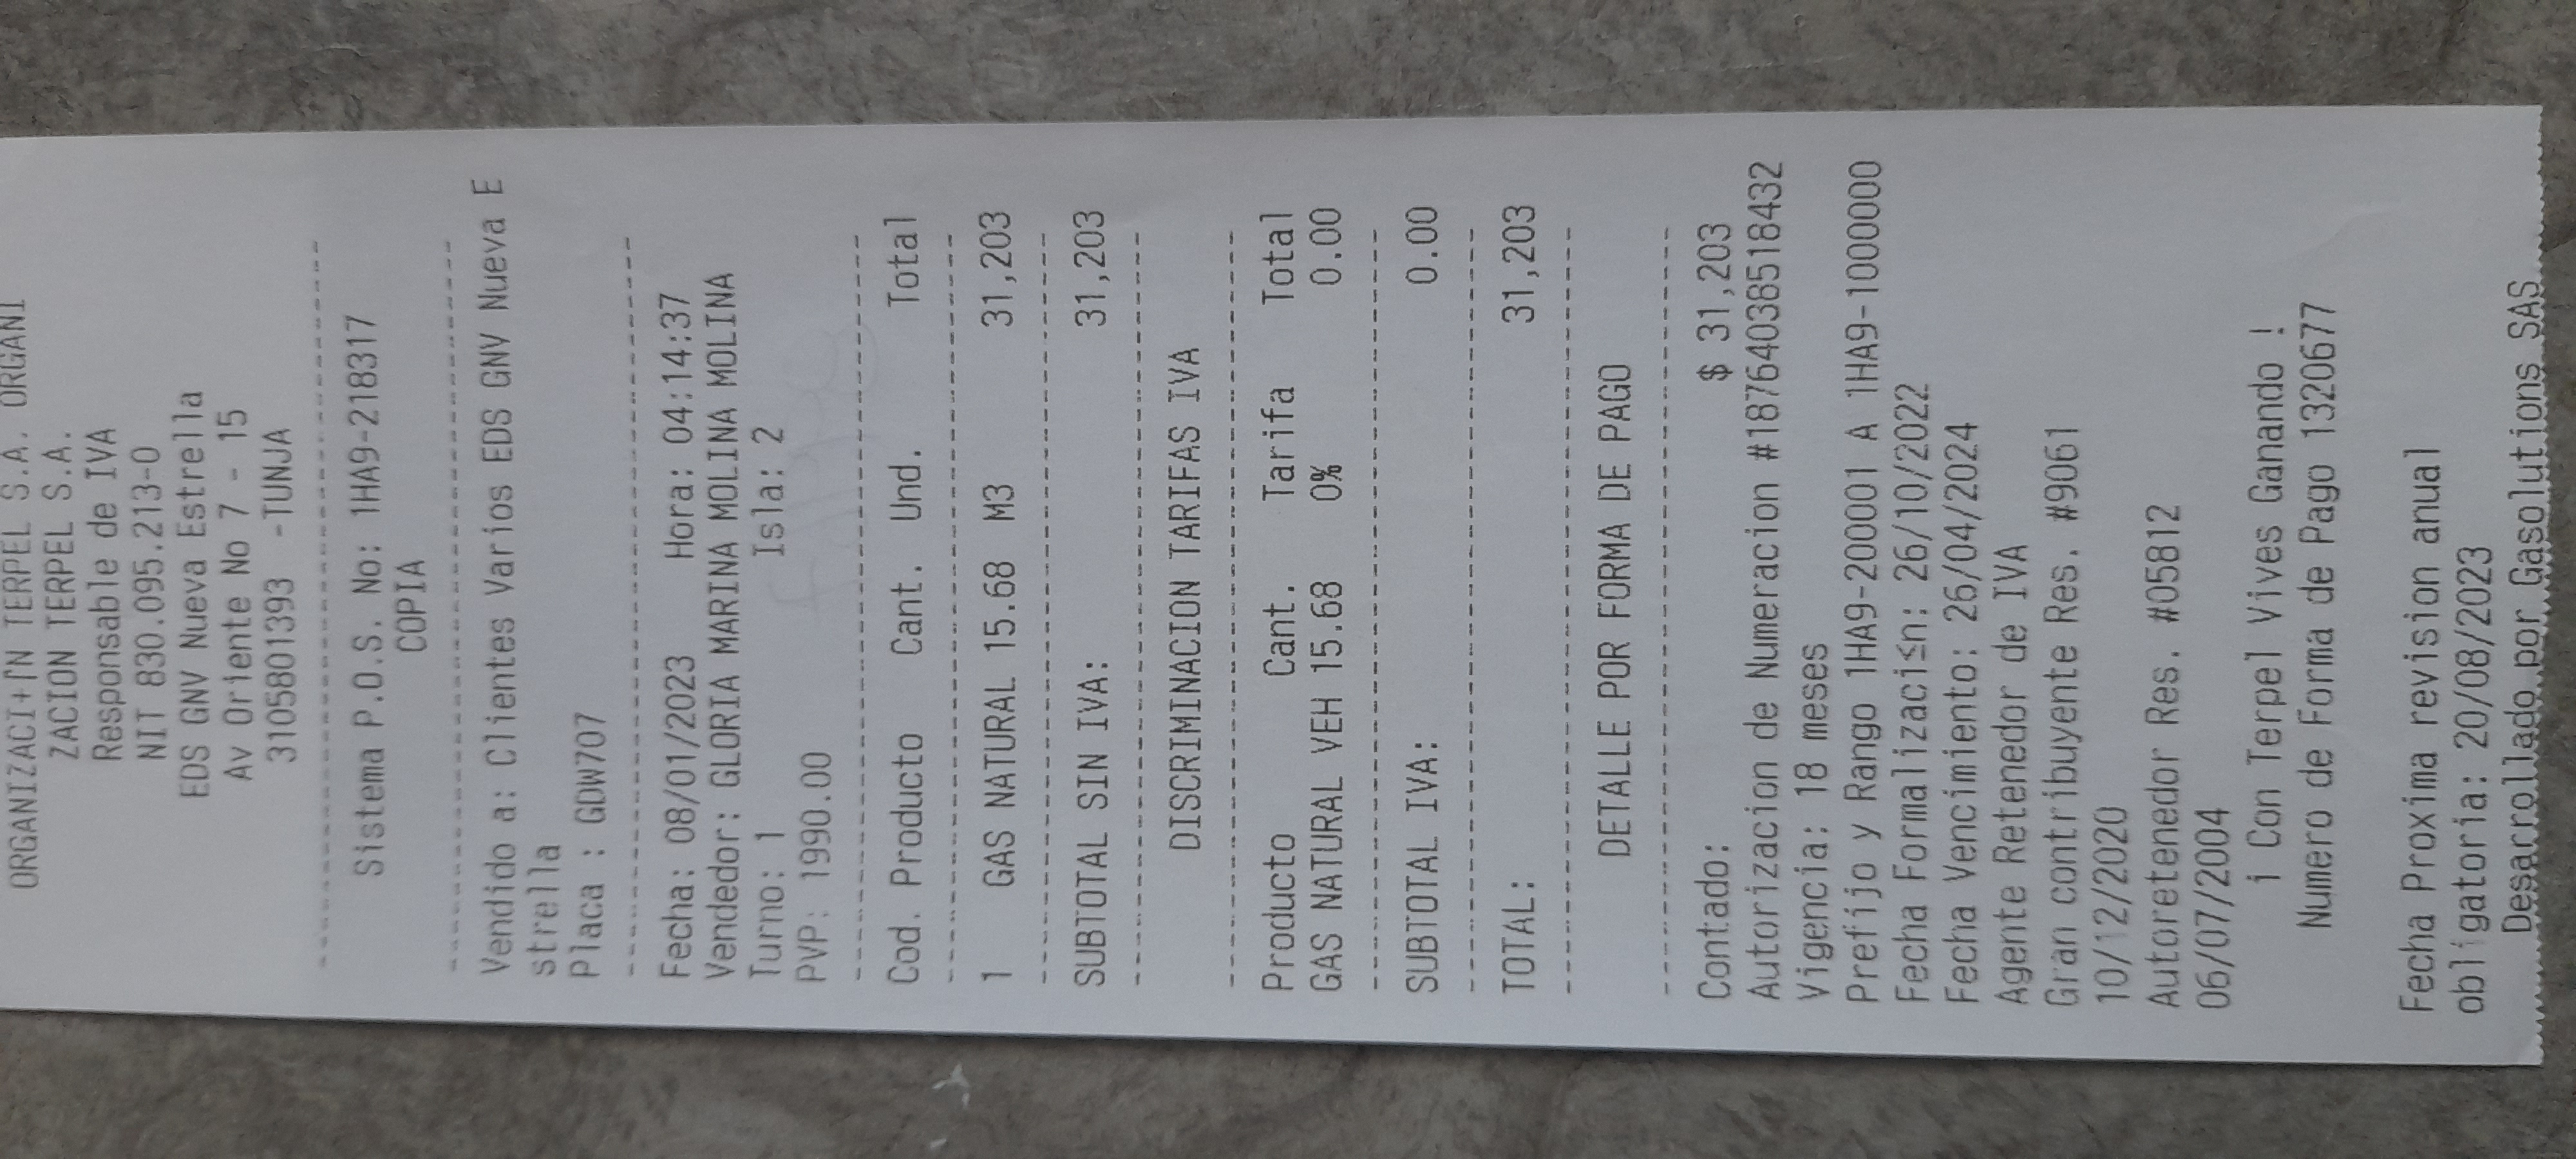 ORGANIZACI+ΓN TERPEL S.A. ORGANI
ZACION TERPEL S.A.
Responsable de IVA
NIT 830.095.213-0
EDS GNV Nueva Estrella
Av Oriente No 7 - 15
3105801393 -TUNJA
Sistema P.O.S. No: 1HA9-218317
COPIA
Vendido a: Clientes Varios EDS GNV Nueva E
strella
Placa : GDW707
Fecha: 08/01/2023 Hora: 04:14:37
Vendedor: GLORIA MARINA MOLINA MOLINA
Turno: 1 Isla: 2
PVP: 1990.00
Cod. Producto Cant. Und. Total
1 GAS NATURAL 15.68 M3 31,203
SUBTOTAL SIN IVA: 31,203
DISCRIMINACION TARIFAS IVA
Producto Cant. Tarifa Total
GAS NATURAL VEH 15.68 0% 0.00
SUBTOTAL IVA: 0.00
TOTAL: 31,203
DETALLE POR FORMA DE PAGO
Contado: $ 31,203
Autorizacion de Numeracion #18764038518432
Vigencia: 18 meses
Prefijo y Rango 1HA9-200001 A 1HA9-1000000
Fecha Formalizaci≤n: 26/10/2022
Fecha Vencimiento: 26/04/2024
Agente Retenedor de IVA
Gran contribuyente Res. #9061
10/12/2020
Autoretenedor Res. #05812
06/07/2004
¡ Con Terpel Vives Ganando !
Numero de Forma de Pago 1320677
Fecha Proxima revision anual
obligatoria: 20/08/2023
Desarrollado por Gasolutions SAS